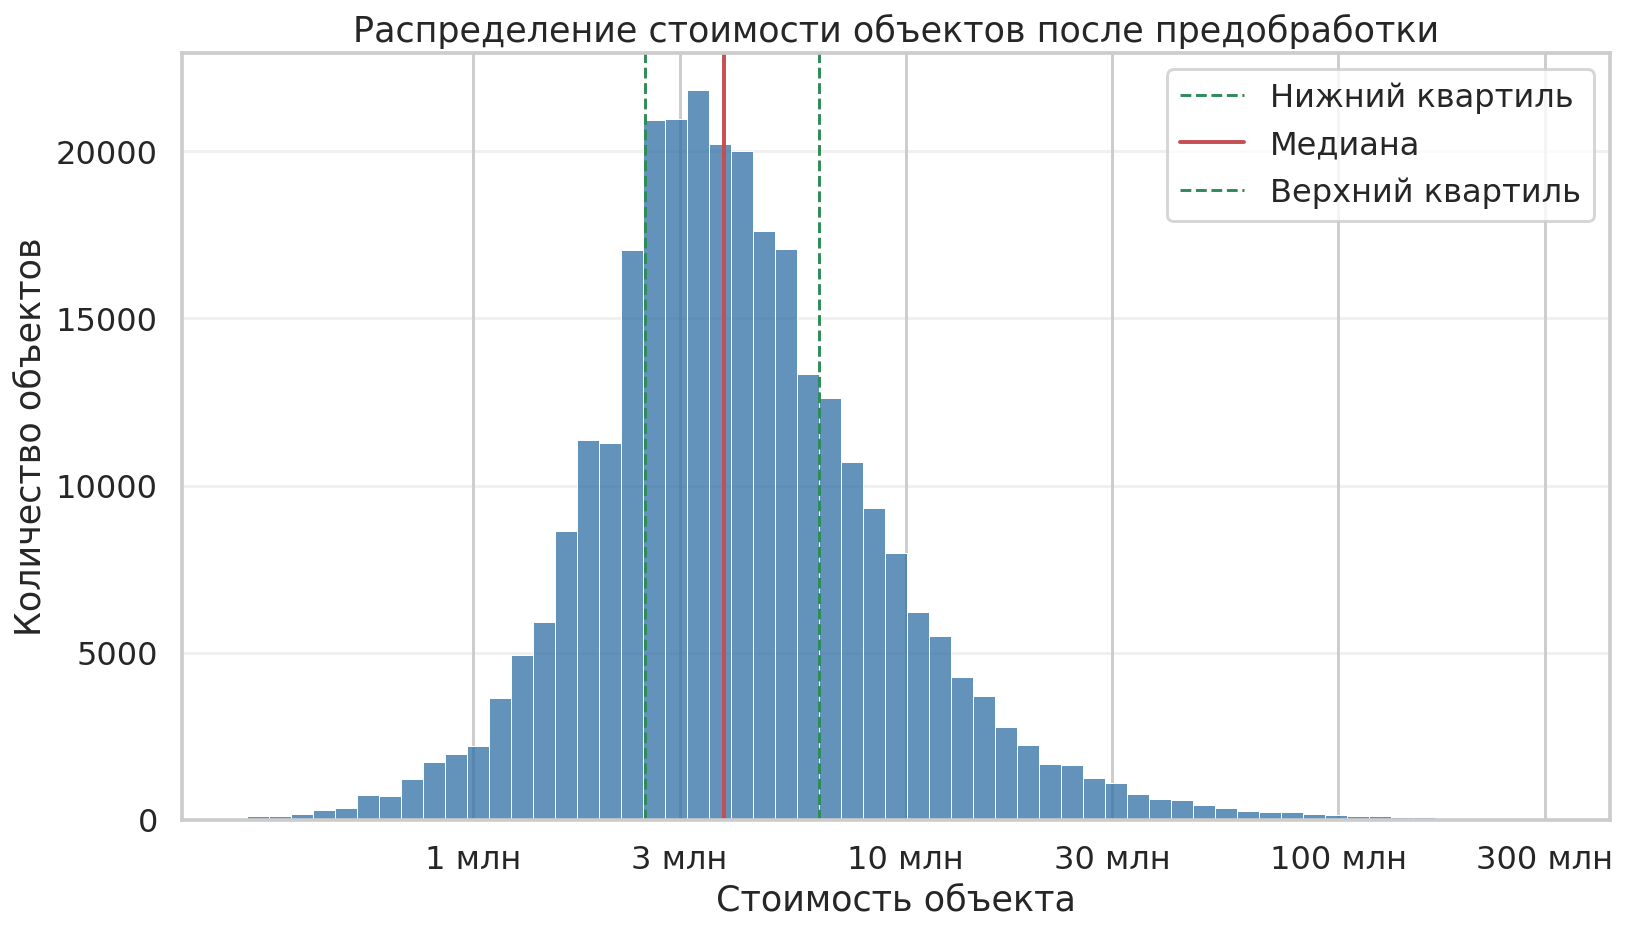 Распределение стоимости объектов после предобработки
Нижний квартиль
Медиана
Верхний квартиль
Количество объектов
20000
15000
10000
5000
0
1 млн
3 млн
10 млн
30 млн
100 млн
300 млн
Стоимость объекта